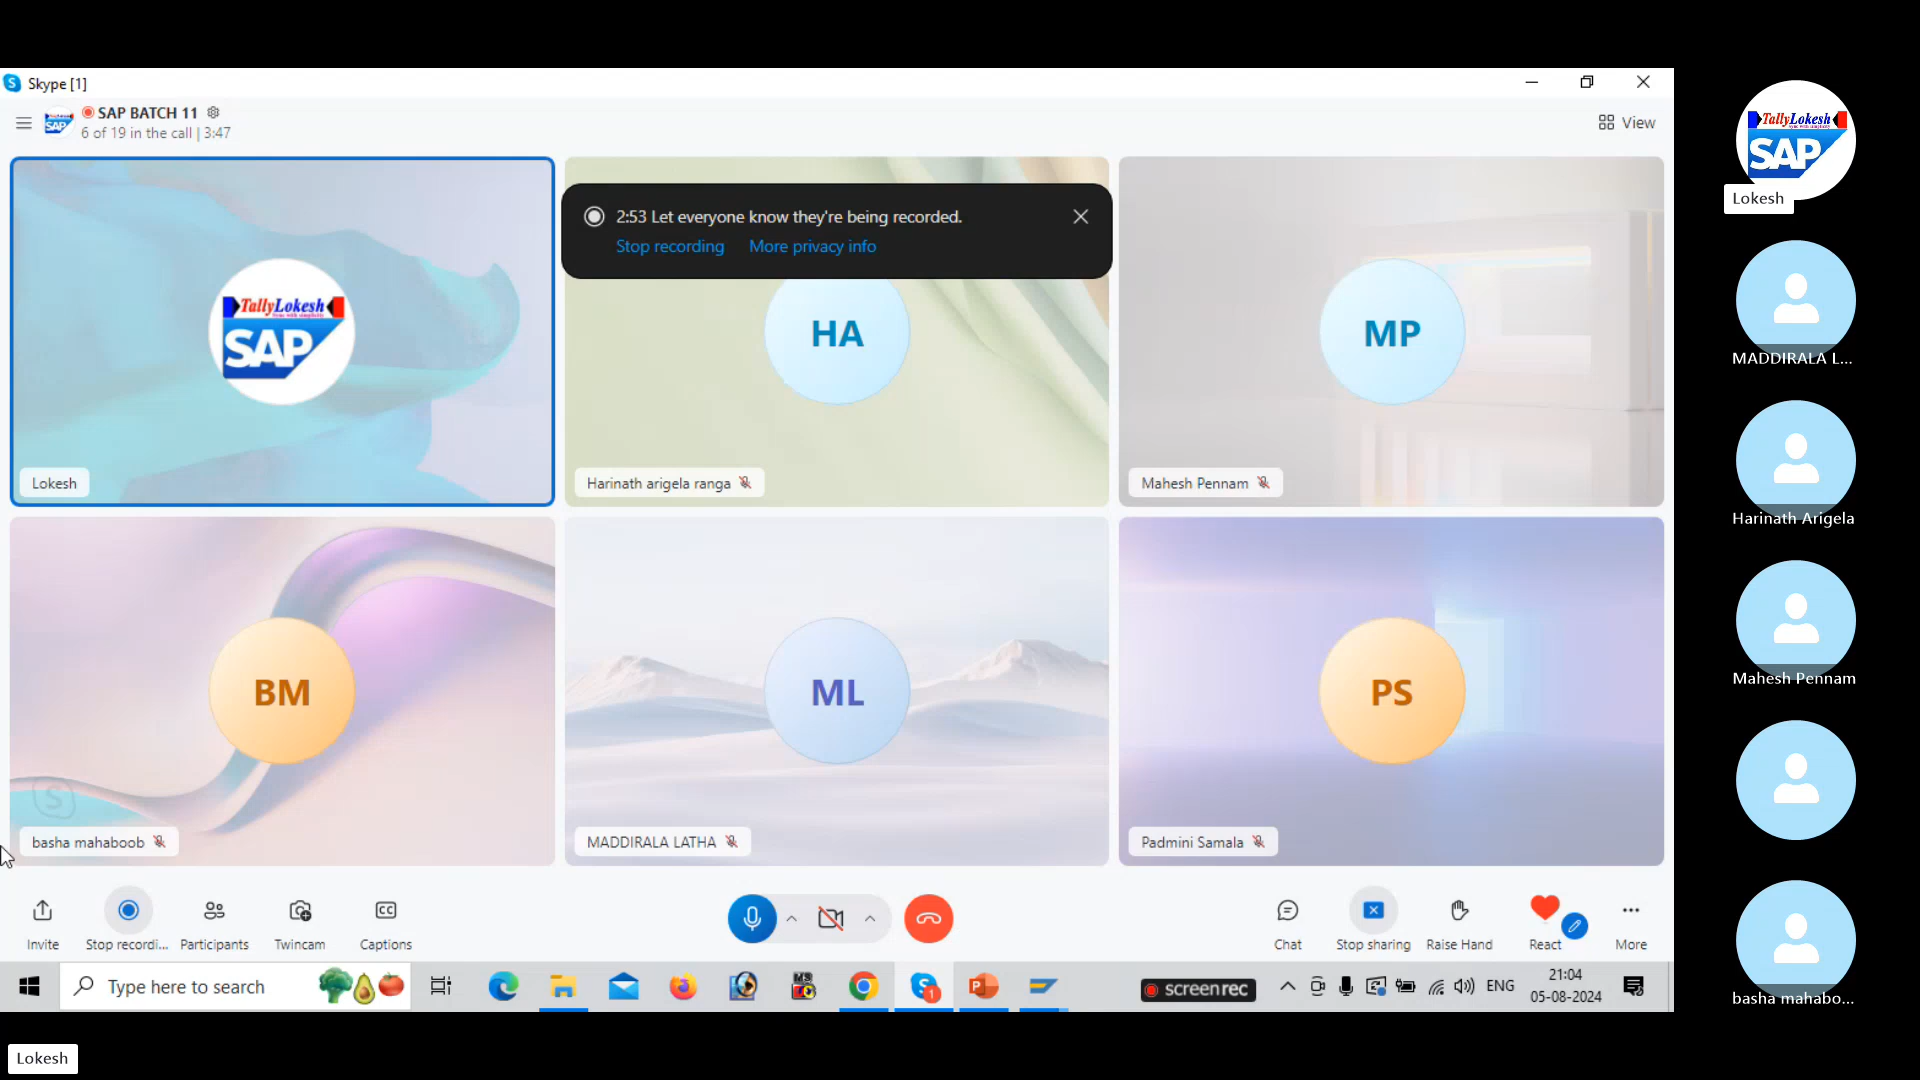 Skype [1]
SAP BATCH 11
6 of 19 in the call | 3:47
View
TallyLokesh
SAP
Lokesh
2:53 Let everyone know they're being recorded.
Stop recording More privacy info
HA
Harinath arigela ranga
MP
Mahesh Pennam
BM
basha mahaboob
ML
MADDIRALA LATHA
PS
Padmini Samala
Invite
Stop recordi...
Participants
Twincam
CC
Captions
Chat
Stop sharing
Raise Hand
React
More
Type here to search
1
screenrec
ENG
21:04
05-08-2024
TallyLokesh
SAP
Lokesh
MADDIRALA L...
Harinath Arigela
Mahesh Pennam
basha mahabo...
Lokesh